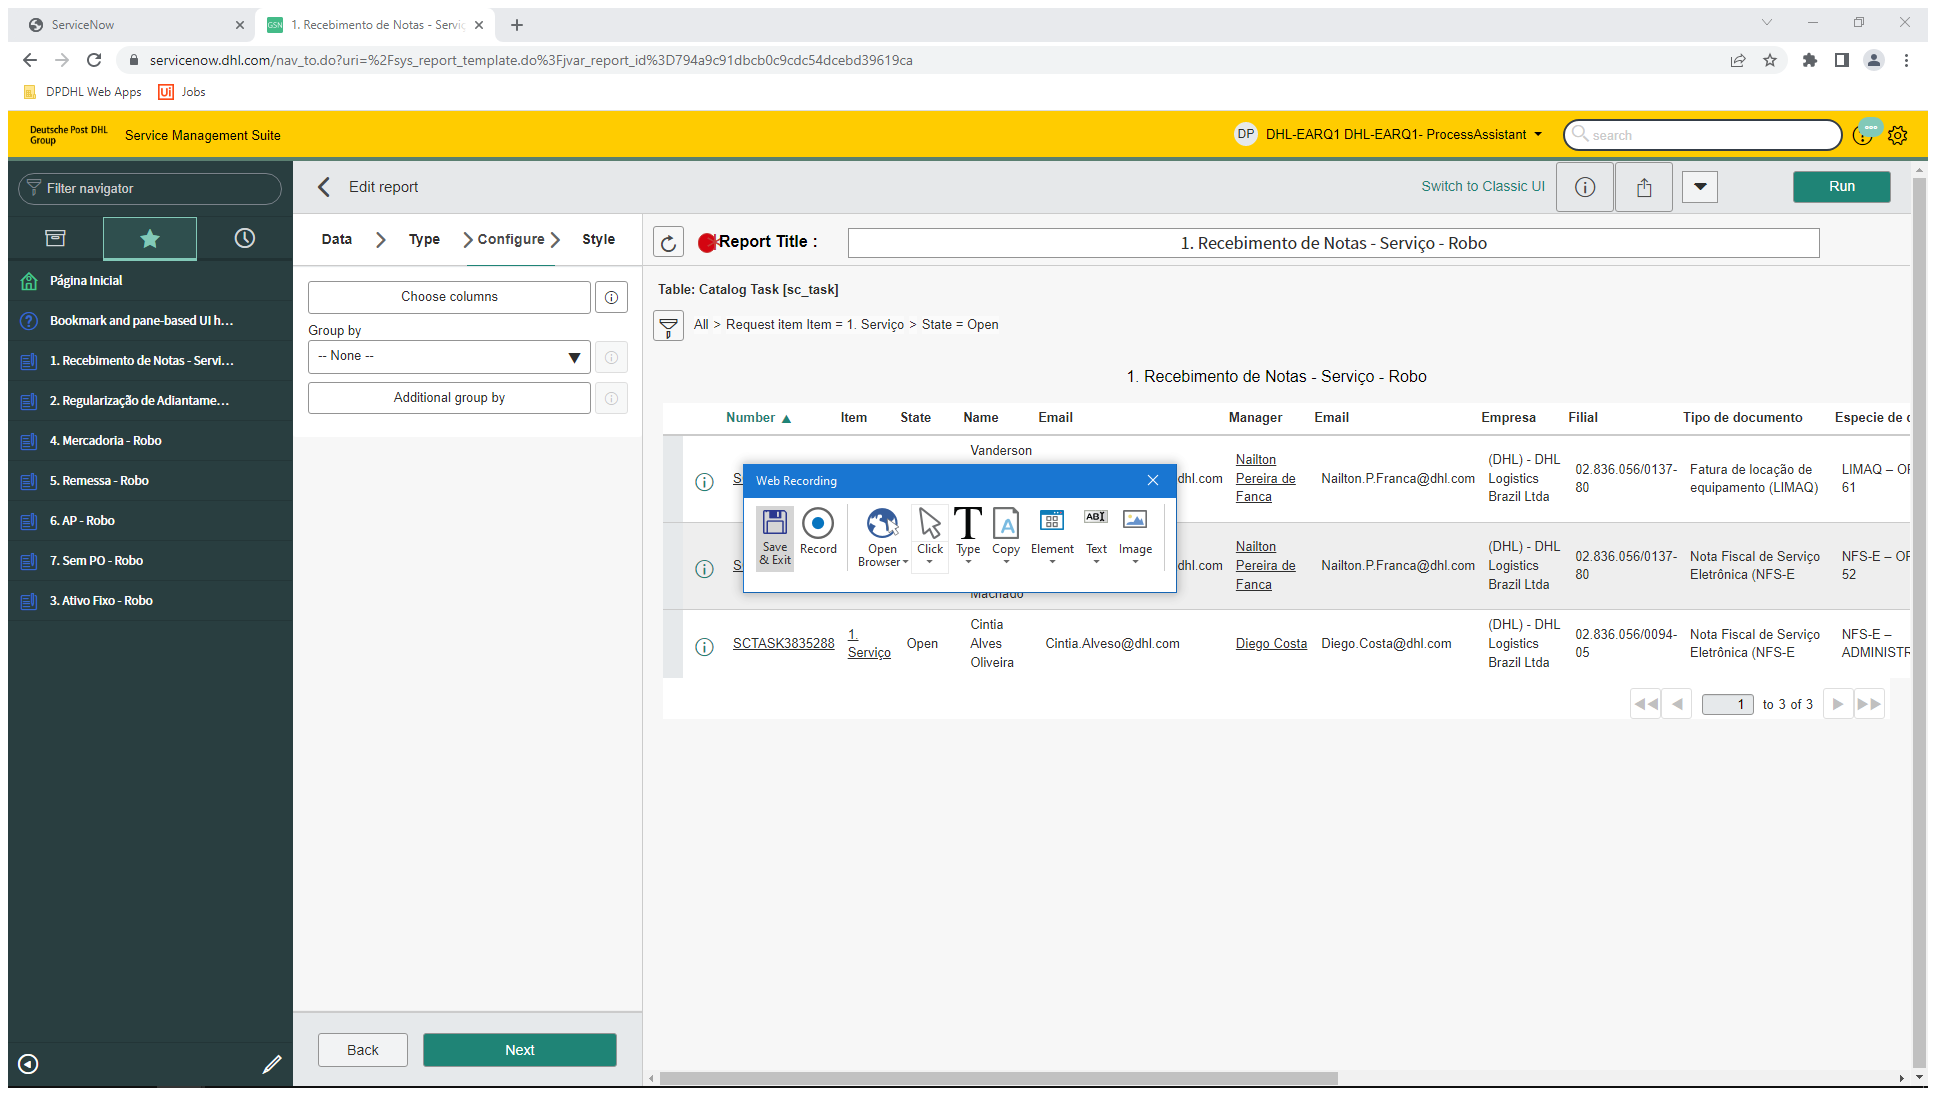 ServiceNow
GSN 1. Recebimento de Notas - Serviç
servicenow.dhl.com/nav_to.do?uri=%2Fsys_report_template.do%3Fjvar_report_id%3D794a9c91dbcb0c9cdc54dcebd39619ca
DPDHL Web Apps
Ui Jobs
Deutsche Post DHL
Group
Service Management Suite
DP DHL-EARQ1 DHL-EARQ1- ProcessAssistant
search
Filter navigator
Página Inicial
Bookmark and pane-based UI h...
1. Recebimento de Notas - Servi...
2. Regularização de Adiantame...
4. Mercadoria - Robo
5. Remessa - Robo
6. AP - Robo
7. Sem PO - Robo
3. Ativo Fixo - Robo
Edit report
Switch to Classic UI
Run
Data Type Configure Style
Choose columns
Group by
-- None --
Additional group by
Back
Next
Report Title :
1. Recebimento de Notas - Serviço - Robo
Table: Catalog Task [sc_task]
All > Request item Item = 1. Serviço > State = Open
1. Recebimento de Notas - Serviço - Robo
Number Item State Name Email Manager Email Empresa Filial Tipo de documento Especie de
Vanderson
S
dhl.com
Nailton
Pereira de
Fanca
Nailton.P.Franca@dhl.com
(DHL) - DHL
Logistics
Brazil Ltda
02.836.056/0137-
80
Fatura de locação de
equipamento (LIMAQ)
LIMAQ – OF
61
S
dhl.com
Machado
Nailton
Pereira de
Fanca
Nailton.P.Franca@dhl.com
(DHL) - DHL
Logistics
Brazil Ltda
02.836.056/0137-
80
Nota Fiscal de Serviço
Eletrônica (NFS-E
NFS-E – OF
52
SCTASK3835288
1.
Serviço
Open
Cintia
Alves
Oliveira
Cintia.Alveso@dhl.com
Diego Costa
Diego.Costa@dhl.com
(DHL) - DHL
Logistics
Brazil Ltda
02.836.056/0094-
05
Nota Fiscal de Serviço
Eletrônica (NFS-E
NFS-E –
ADMINISTR
1 to 3 of 3
Web Recording
Save
& Exit
Record
Open
Browser
Click
T
Type
A
Copy
Element
AB
Text
Image